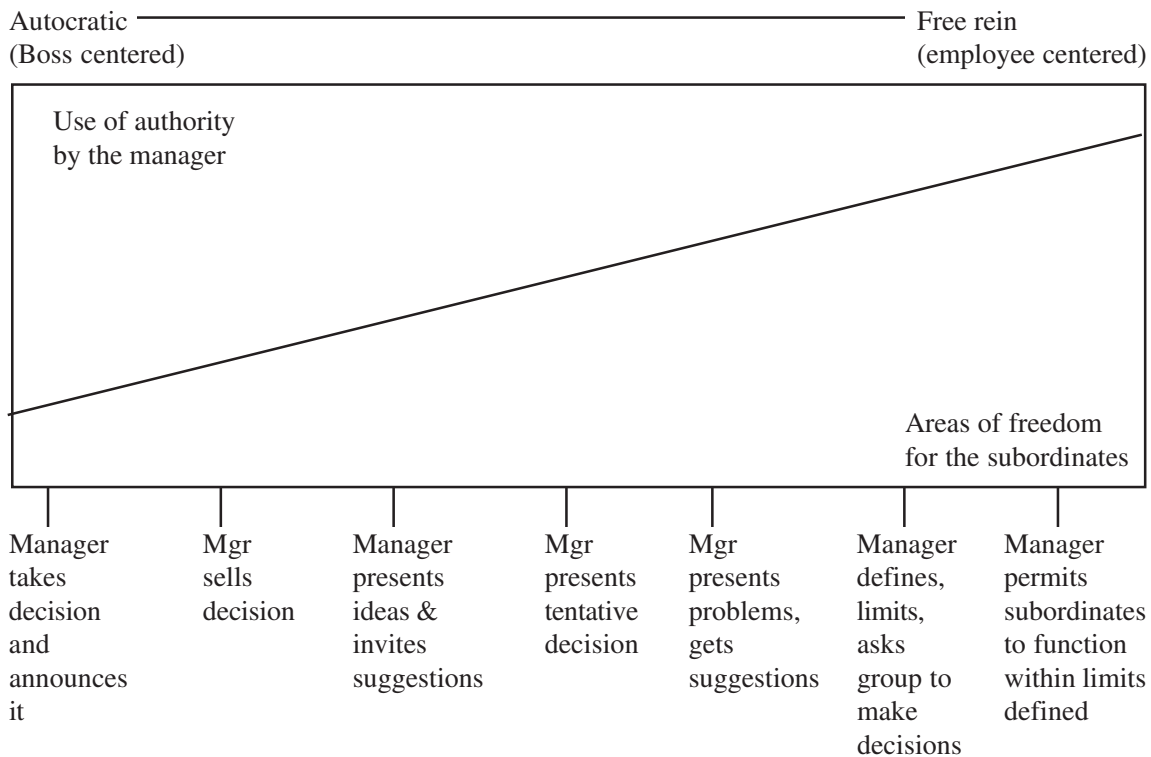 Autocratic
(Boss centered)
Free rein
(employee centered)
Use of authority
by the manager
Areas of freedom
for the subordinates
Manager
takes
decision
and
announces
it
Mgr
sells
decision
Manager
presents
ideas &
invites
suggestions
Mgr
presents
tentative
decision
Mgr
presents
problems,
gets
suggestions
Manager
defines,
limits,
asks
group to
make
decisions
Manager
permits
subordinates
to function
within limits
defined